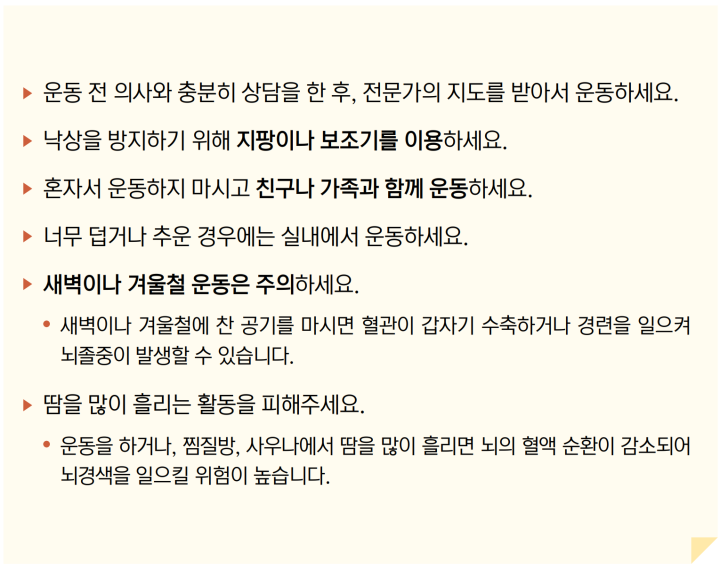 ▶ 운동 전 의사와 충분히 상담을 한 후, 전문가의 지도를 받아서 운동하세요.
▶ 낙상을 방지하기 위해 지팡이나 보조기를 이용하세요.
▶ 혼자서 운동하지 마시고 친구나 가족과 함께 운동하세요.
▶ 너무 덥거나 추운 경우에는 실내에서 운동하세요.
▶ 새벽이나 겨울철 운동은 주의하세요.
• 새벽이나 겨울철에 찬 공기를 마시면 혈관이 갑자기 수축하거나 경련을 일으켜
뇌졸중이 발생할 수 있습니다.
▶ 땀을 많이 흘리는 활동을 피해주세요.
• 운동을 하거나, 찜질방, 사우나에서 땀을 많이 흘리면 뇌의 혈액 순환이 감소되어
뇌경색을 일으킬 위험이 높습니다.